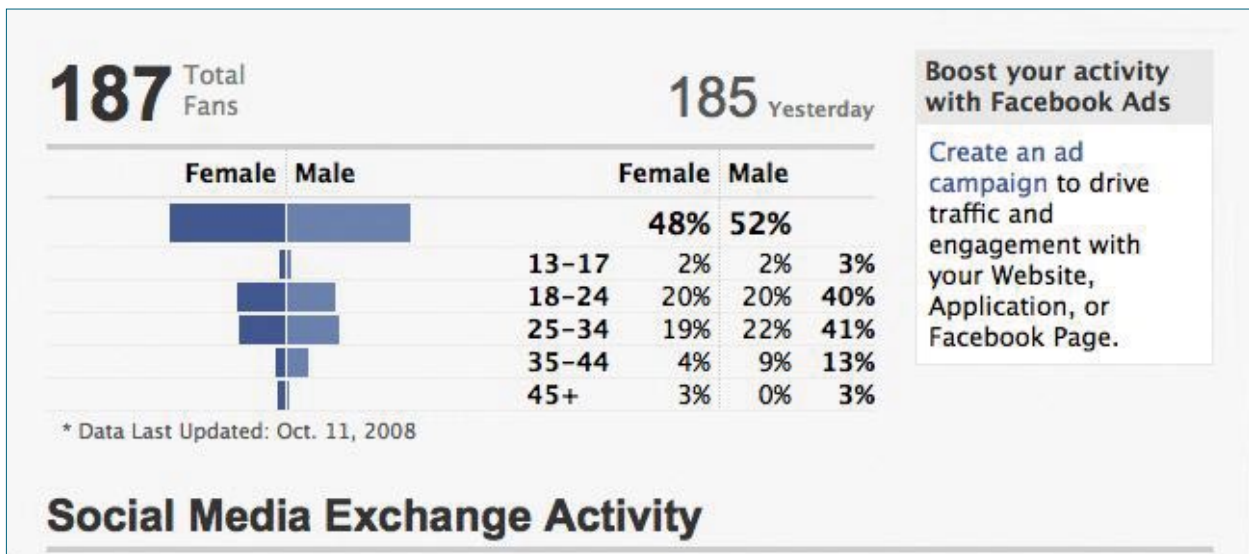 187 Total Fans
185 Yesterday
Female Male
Female Male
48% 52%
13-17 2% 2% 3%
18-24 20% 20% 40%
25-34 19% 22% 41%
35-44 4% 9% 13%
45+ 3% 0% 3%
* Data Last Updated: Oct. 11, 2008
Boost your activity
with Facebook Ads
Create an ad
campaign to drive
traffic and
engagement with
your Website,
Application, or
Facebook Page.
Social Media Exchange Activity